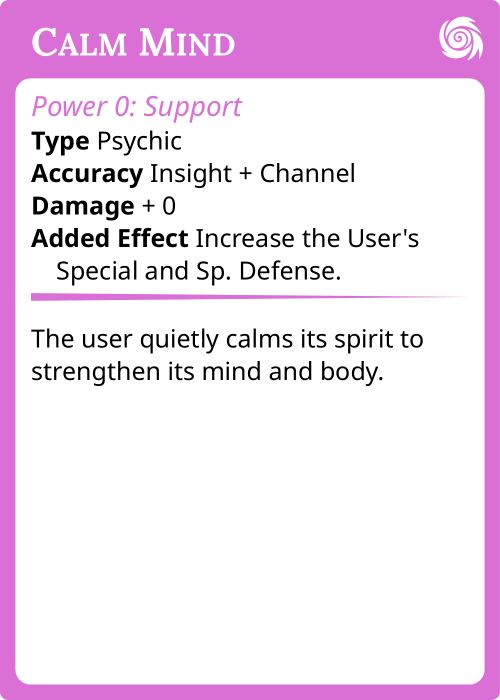 Calm Mind
Power 0: Support
Type Psychic
Accuracy Insight + Channel
Damage + 0
Added Effect Increase the User's
Special and Sp. Defense.
The user quietly calms its spirit to
strengthen its mind and body.